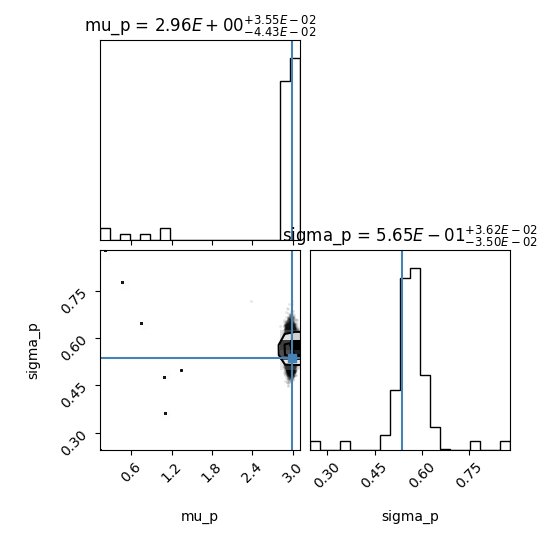 mu_p = 2.96E + 00+3.55E−02 −4.43E−02
sigma_p = 5.65E − 01+3.62E−02 −3.50E−02
sigma_p
0.75
0.60
0.45
0.30
0.6 1.2 1.8 2.4 3.0
0.30 0.45 0.60 0.75
mu_p
sigma_p